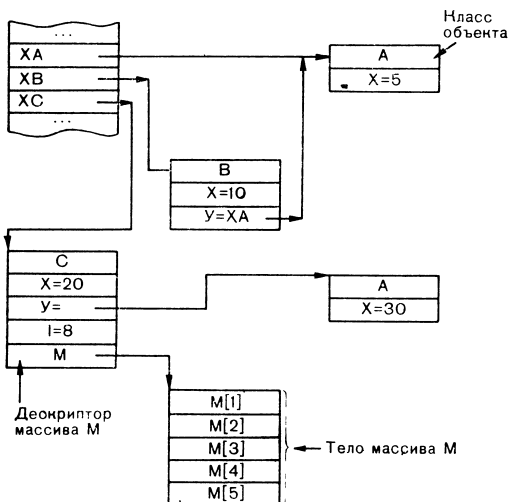 Класс
объекта
...
XA
XB
XC
...
A
X=5
B
X=10
У=XA
C
X=20
У=
I=8
M
A
X=30
Деокриптор
массива М
M[1]
M[2]
M[3]
M[4]
M[5]
Тело массива М